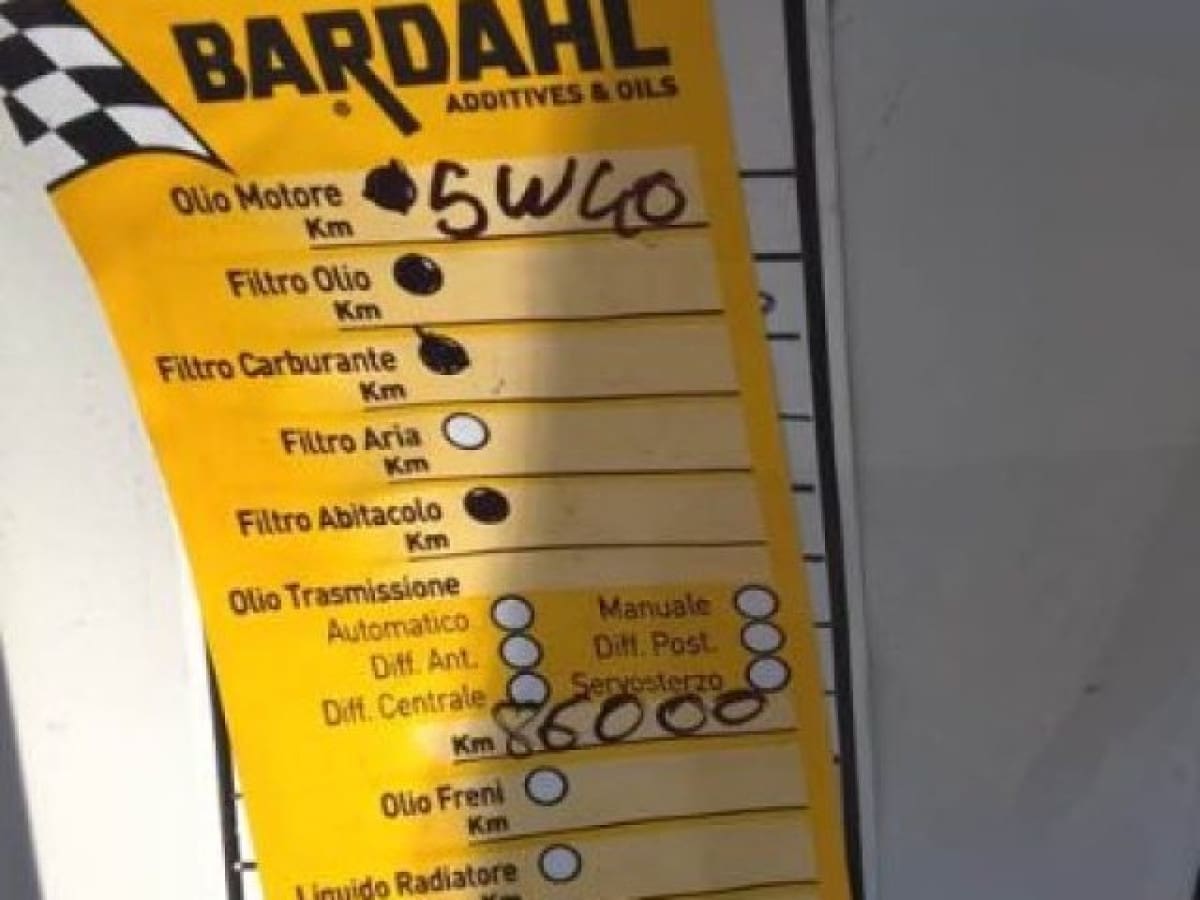 BARDAHL
®
ADDITIVES & OILS
Olio Motore 5W40
Km
Filtro Olio
Km
Filtro Carburante
Km
Filtro Aria
Km
Filtro Abitacolo
Km
Olio Trasmissione
Automatico Manuale
Diff. Ant. Diff. Post.
Diff. Centrale Servosterzo
Km 86000
Olio Freni
Km
Liquido Radiatore
Km